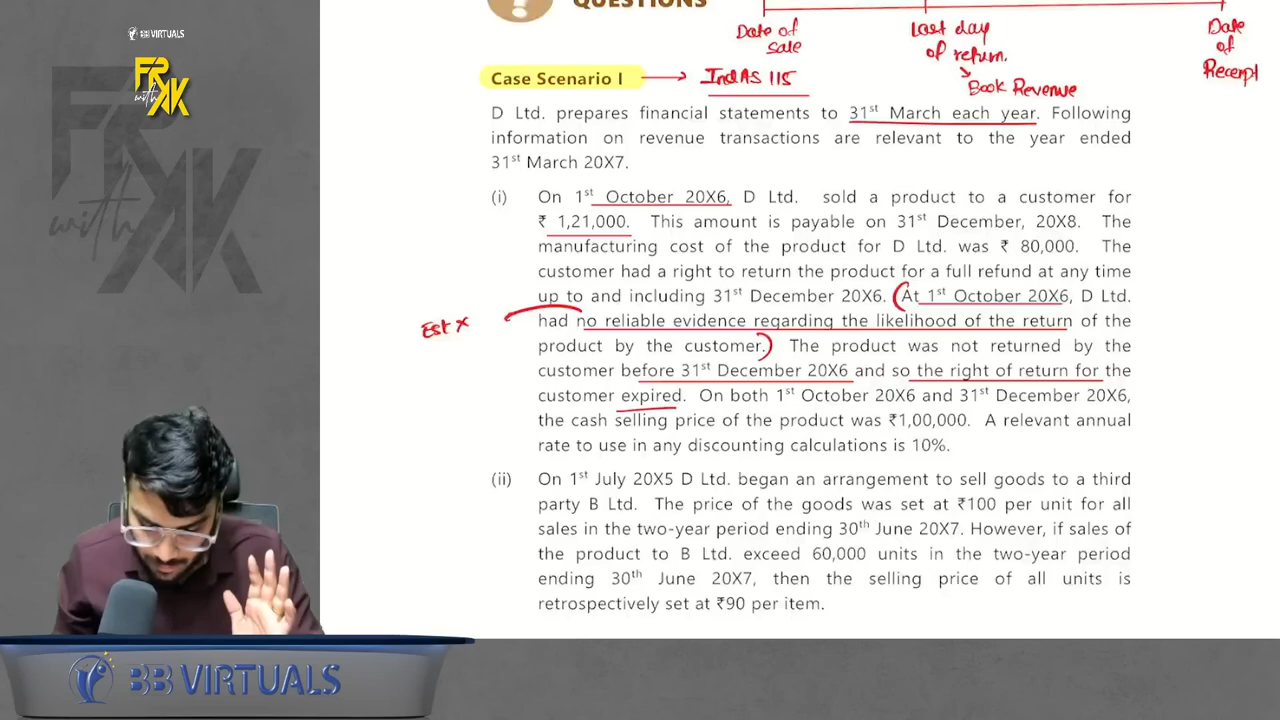 QUESTIONS
Date of sale
Last day of return.
Book Revenue
Date of Receipt
BB VIRTUALS
FR with AK
Case Scenario I
Ind AS 115
D Ltd. prepares financial statements to 31st March each year. Following
information on revenue transactions are relevant to the year ended
31st March 20X7.
(i) On 1st October 20X6, D Ltd. sold a product to a customer for
₹ 1,21,000. This amount is payable on 31st December, 20X8. The
manufacturing cost of the product for D Ltd. was ₹ 80,000. The
customer had a right to return the product for a full refund at any time
up to and including 31st December 20X6. At 1st October 20X6, D Ltd.
had no reliable evidence regarding the likelihood of the return of the
Est x
product by the customer. The product was not returned by the
customer before 31st December 20X6 and so the right of return for the
customer expired. On both 1st October 20X6 and 31st December 20X6,
the cash selling price of the product was ₹1,00,000. A relevant annual
rate to use in any discounting calculations is 10%.
(ii) On 1st July 20X5 D Ltd. began an arrangement to sell goods to a third
party B Ltd. The price of the goods was set at ₹100 per unit for all
sales in the two-year period ending 30th June 20X7. However, if sales of
the product to B Ltd. exceed 60,000 units in the two-year period
ending 30th June 20X7, then the selling price of all units is
retrospectively set at ₹90 per item.
BB VIRTUALS